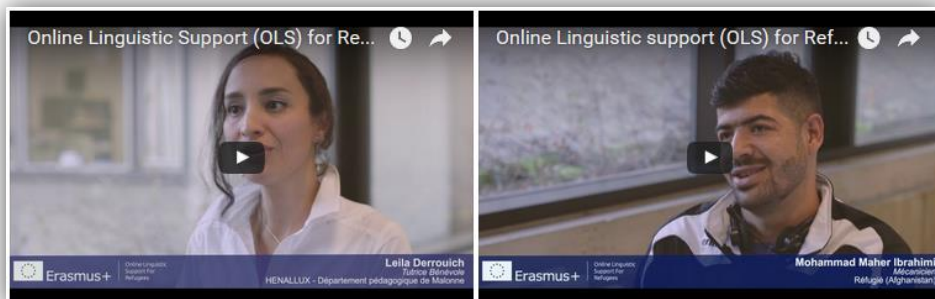 Online Linguistic Support (OLS) for Re...
Erasmus+
Online Linguistic
Support For
Refugees
Leila Derrouich
Tutrice Bénévole
HENALLUX - Département pédagogique de Malonne
Online Linguistic support (OLS) for Ref...
Erasmus+
Online Linguistic
Support For
Refugees
Mohammad Maher Ibrahimi
Mécanicien
Réfugié (Afghanistan)